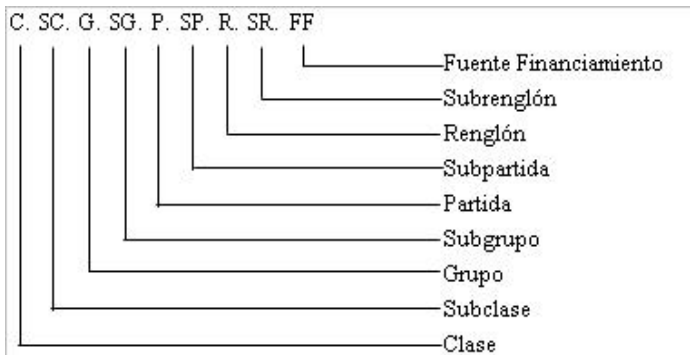 C. SC. G. SG. P. SP. R. SR. FF
Fuente Financiamiento
Subrenglón
Renglón
Subpartida
Partida
Subgrupo
Grupo
Subclase
Clase